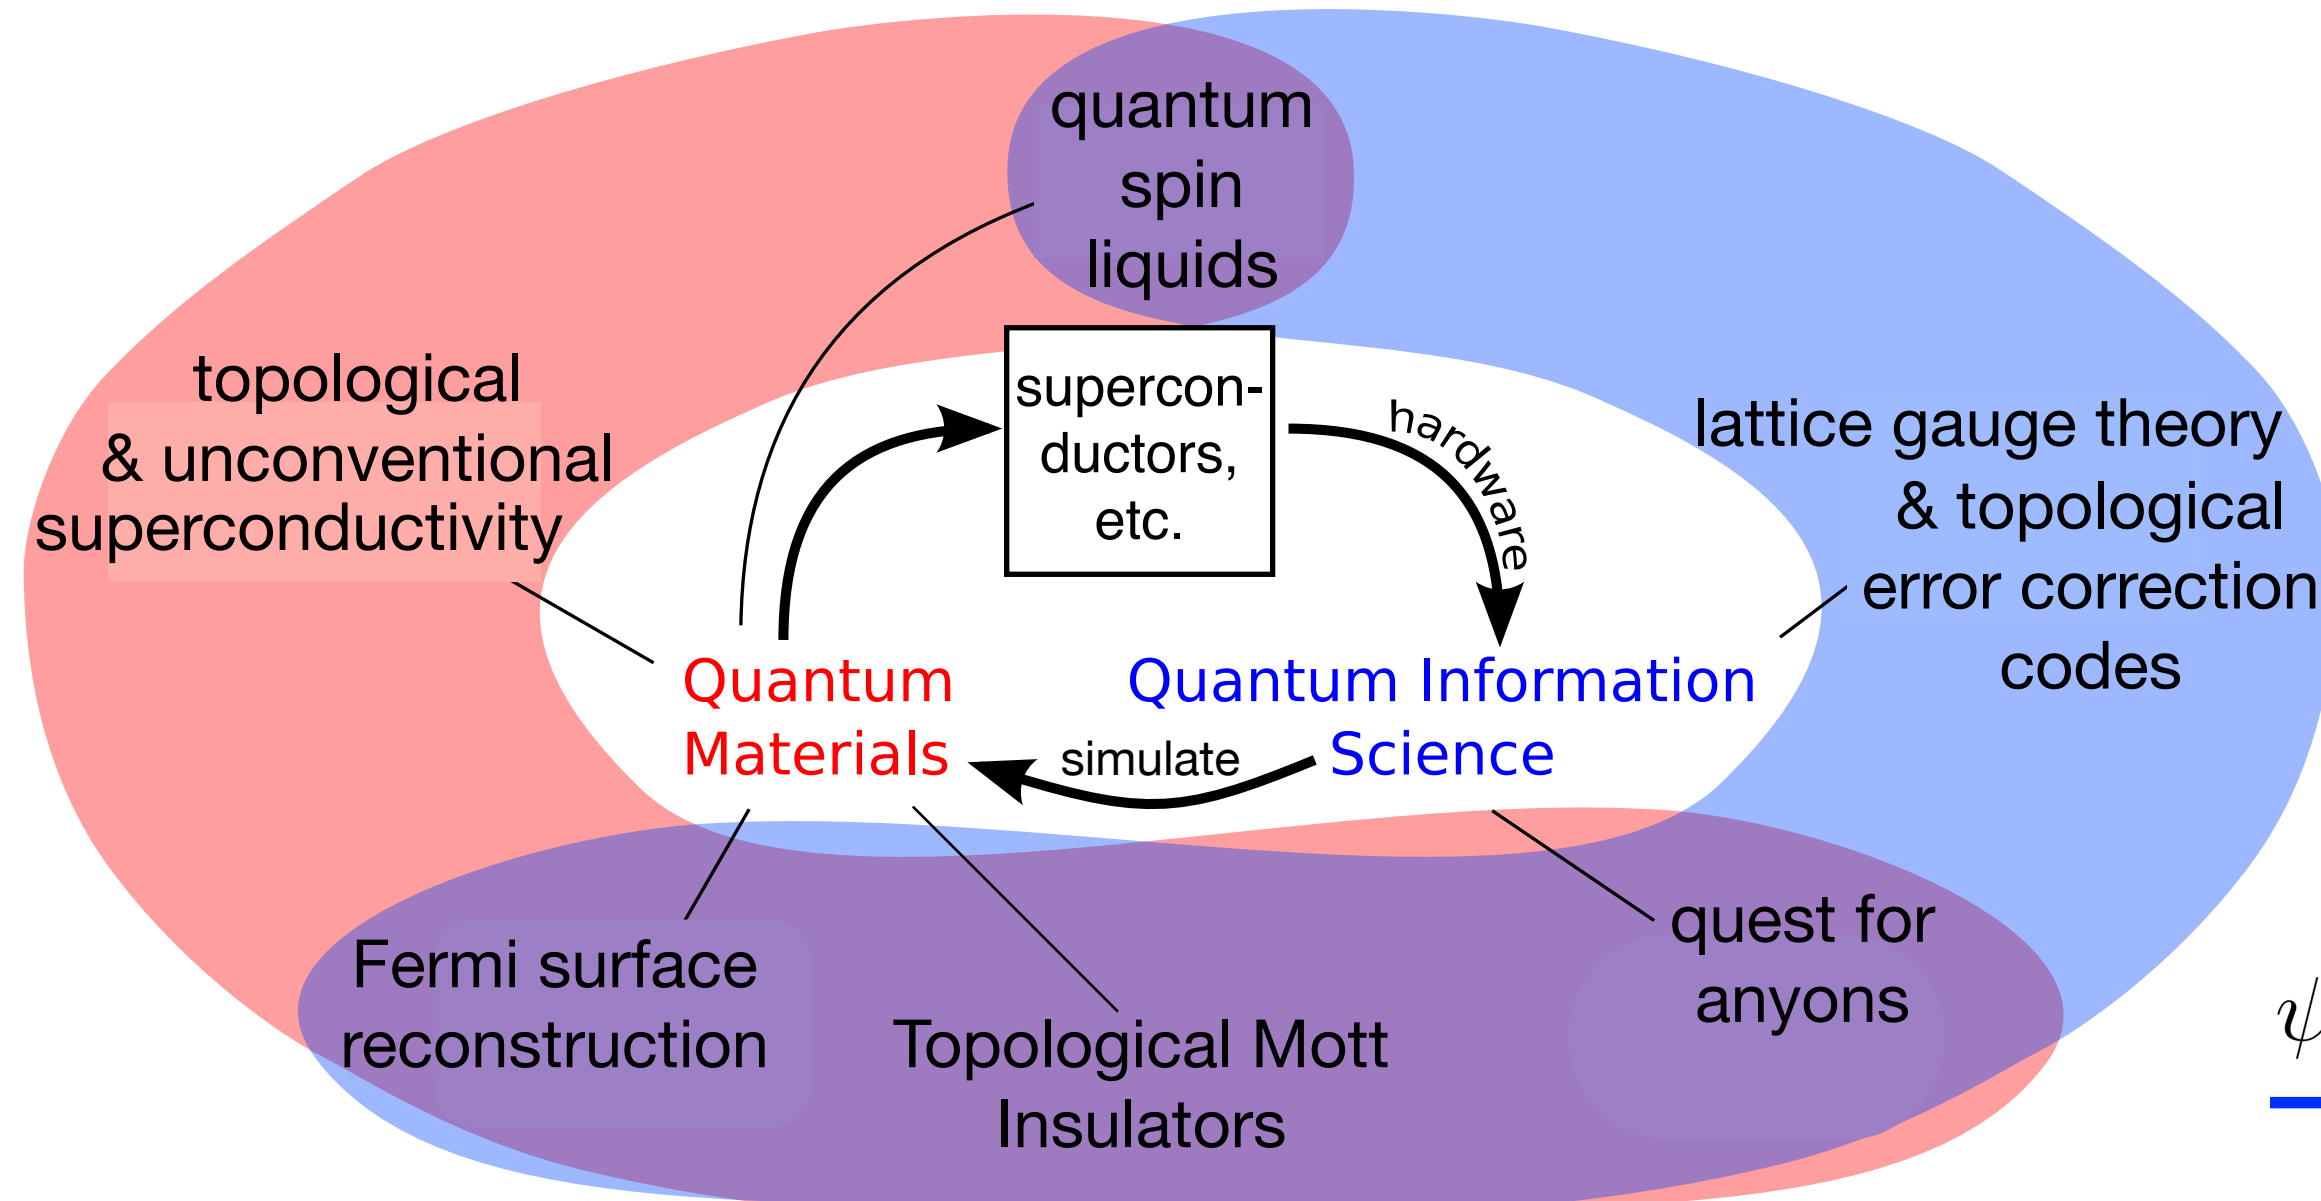 quantum
spin
liquids
topological
& unconventional
superconductivity
supercon-
ductors,
etc.
hardware
lattice gauge theory
& topological
error correction
codes
Quantum
Materials
Quantum Information
Science
simulate
Fermi surface
reconstruction
Topological Mott
Insulators
quest for
anyons
ψ